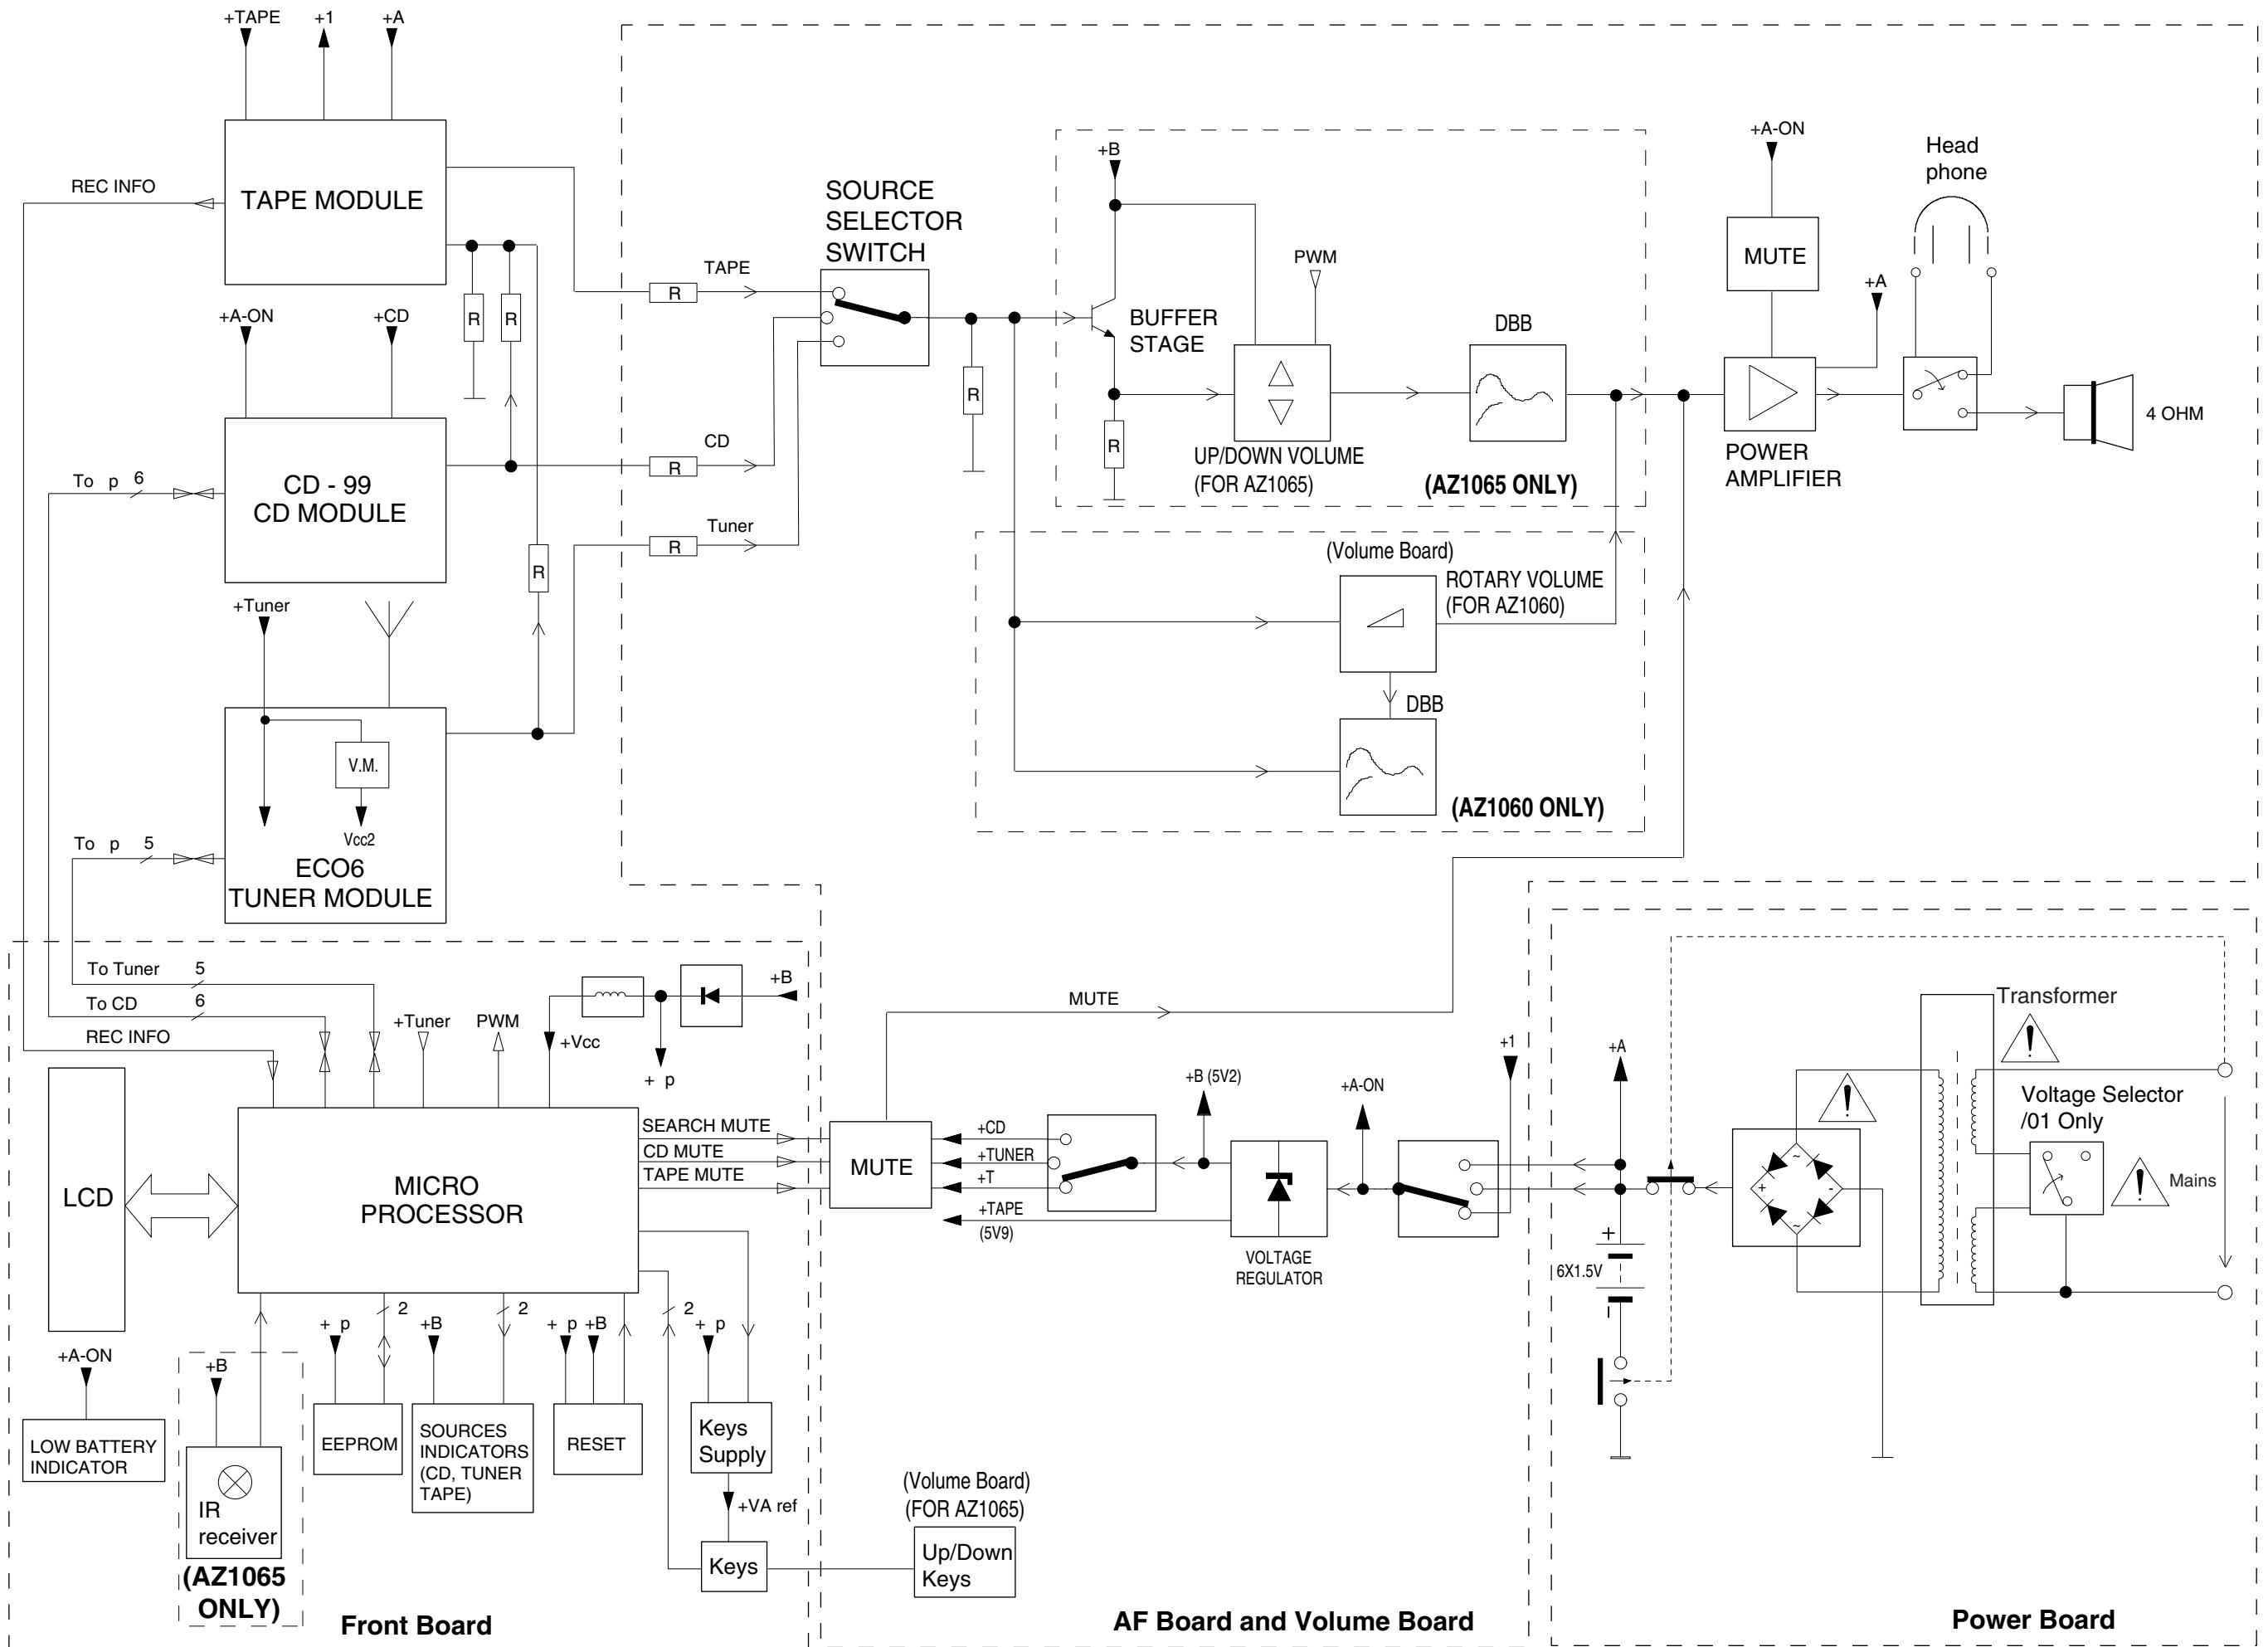 +TAPE
+1
+A
REC INFO
TAPE MODULE
R
R
+A-ON
+CD
To p 6
CD - 99
CD MODULE
R
+Tuner
V.M.
Vcc2
To p 5
ECO6
TUNER MODULE
SOURCE
SELECTOR
SWITCH
TAPE
R
CD
R
Tuner
R
R
+B
BUFFER
STAGE
R
PWM
UP/DOWN VOLUME
(FOR AZ1065)
DBB
(AZ1065 ONLY)
(Volume Board)
ROTARY VOLUME
(FOR AZ1060)
DBB
(AZ1060 ONLY)
+A-ON
MUTE
+A
POWER
AMPLIFIER
Head
phone
4 OHM
To Tuner 5
To CD 6
REC INFO
+Tuner
PWM
+Vcc
+ p
+B
LCD
MICRO
PROCESSOR
SEARCH MUTE
CD MUTE
TAPE MUTE
MUTE
MUTE
+CD
+TUNER
+T
+TAPE
(5V9)
+B (5V2)
VOLTAGE
REGULATOR
+A-ON
+1
+A
6X1.5V
+
+
-
~
~
Transformer
Voltage Selector
/01 Only
Mains
+A-ON
LOW BATTERY
INDICATOR
+B
IR
receiver
(AZ1065
ONLY)
+ p
2
EEPROM
+B
2
SOURCES
INDICATORS
(CD, TUNER
TAPE)
+ p +B
RESET
2
+ p
Keys
Supply
+VA ref
Keys
(Volume Board)
(FOR AZ1065)
Up/Down
Keys
Front Board
AF Board and Volume Board
Power Board